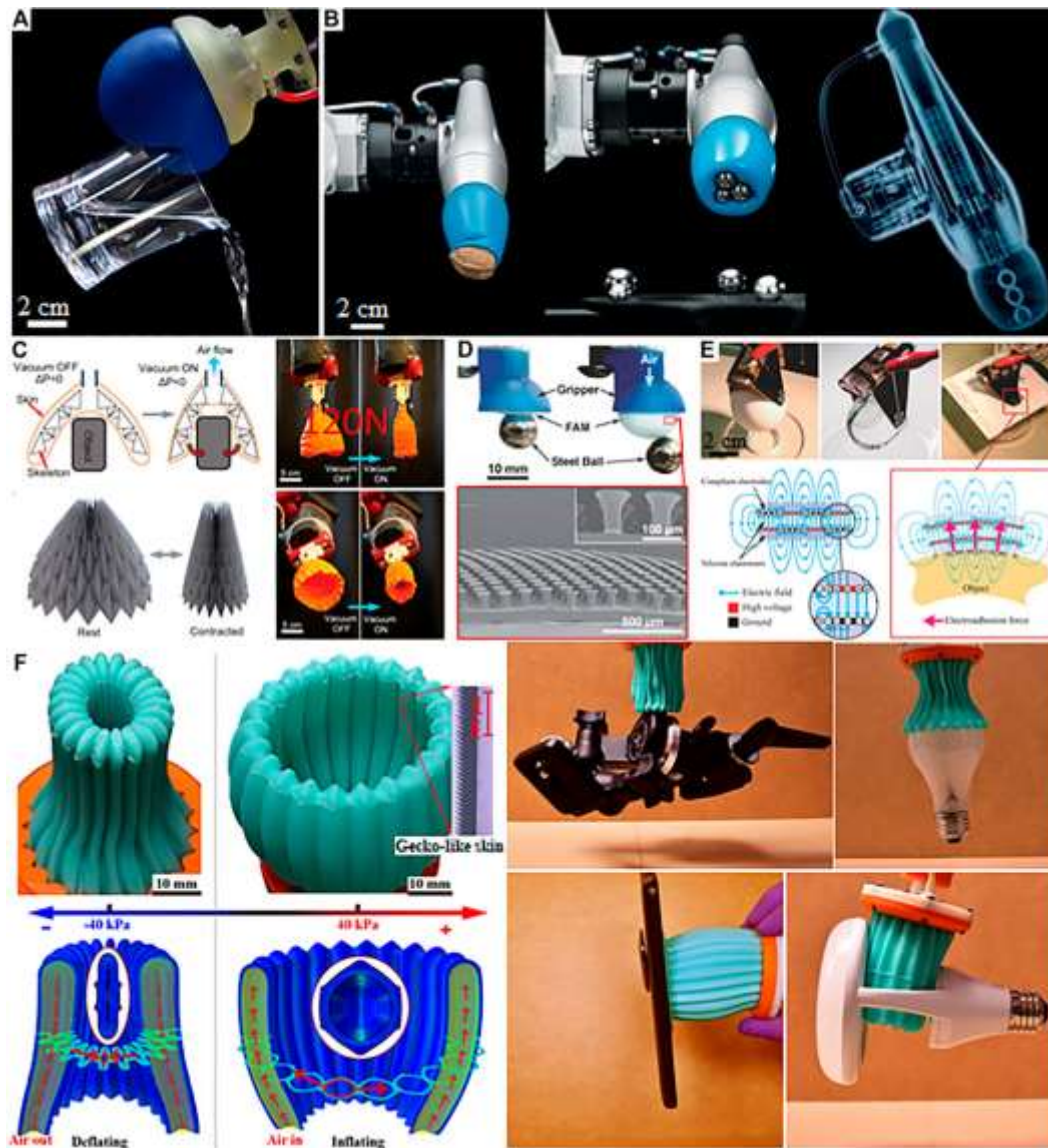 A
2 cm
B
2 cm
C
Vacuum OFF
ΔP=0
Air flow
Vacuum ON
ΔP<0
Skin
Object
Skeleton
Rest
Contracted
120N
5 cm
Vacuum
OFF
Vacuum
ON
5 cm
Vacuum
OFF
Vacuum
ON
D
Air
Gripper
FAM
Steel Ball
10 mm
100 μm
500 μm
E
2 cm
Compliant electrodes
Silicone elastomers
Electric field
High voltage
Ground
Object
Electroadhesion force
F
Gecko-like skin
10 mm
10 mm
-
-40 kPa
40 kPa
+
Air out
Deflating
Air in
Inflating